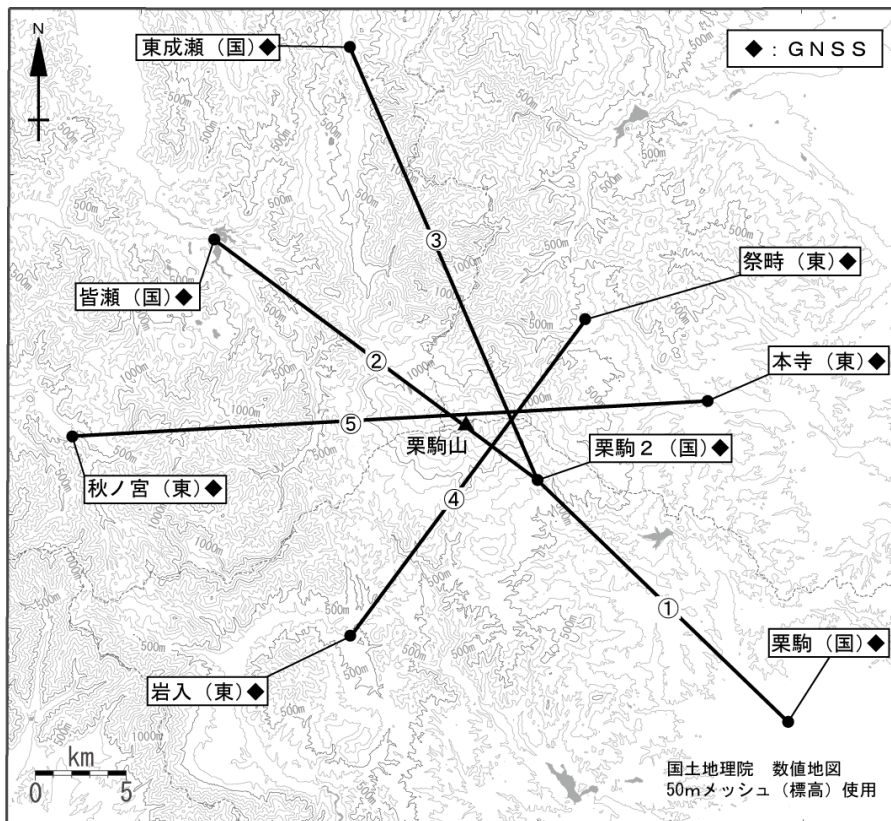 N
東成瀬（国）◆
◆：ＧＮＳＳ
③
祭畤（東）◆
皆瀬（国）◆
②
本寺（東）◆
⑤
栗駒山
栗駒２（国）◆
秋ノ宮（東）◆
④
①
栗駒（国）◆
岩入（東）◆
km
0 5
国土地理院　数値地図
50ｍメッシュ（標高）使用
500m
1000m